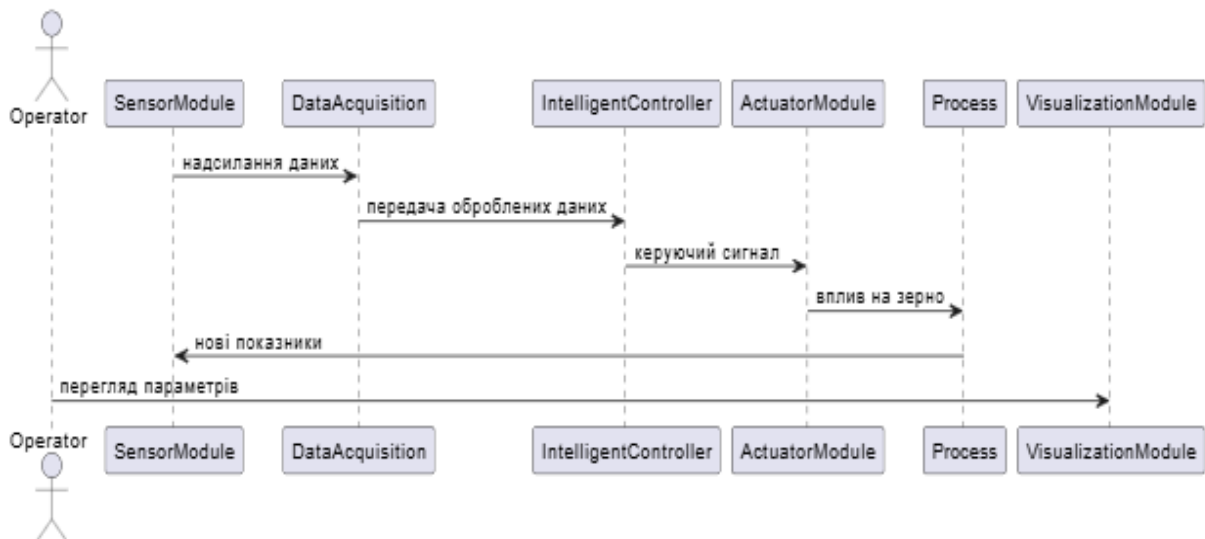 Operator
SensorModule
DataAcquisition
IntelligentController
ActuatorModule
Process
VisualizationModule
надсилання даних
передача оброблених даних
керуючий сигнал
вплив на зерно
нові показники
перегляд параметрів
Operator
SensorModule
DataAcquisition
IntelligentController
ActuatorModule
Process
VisualizationModule